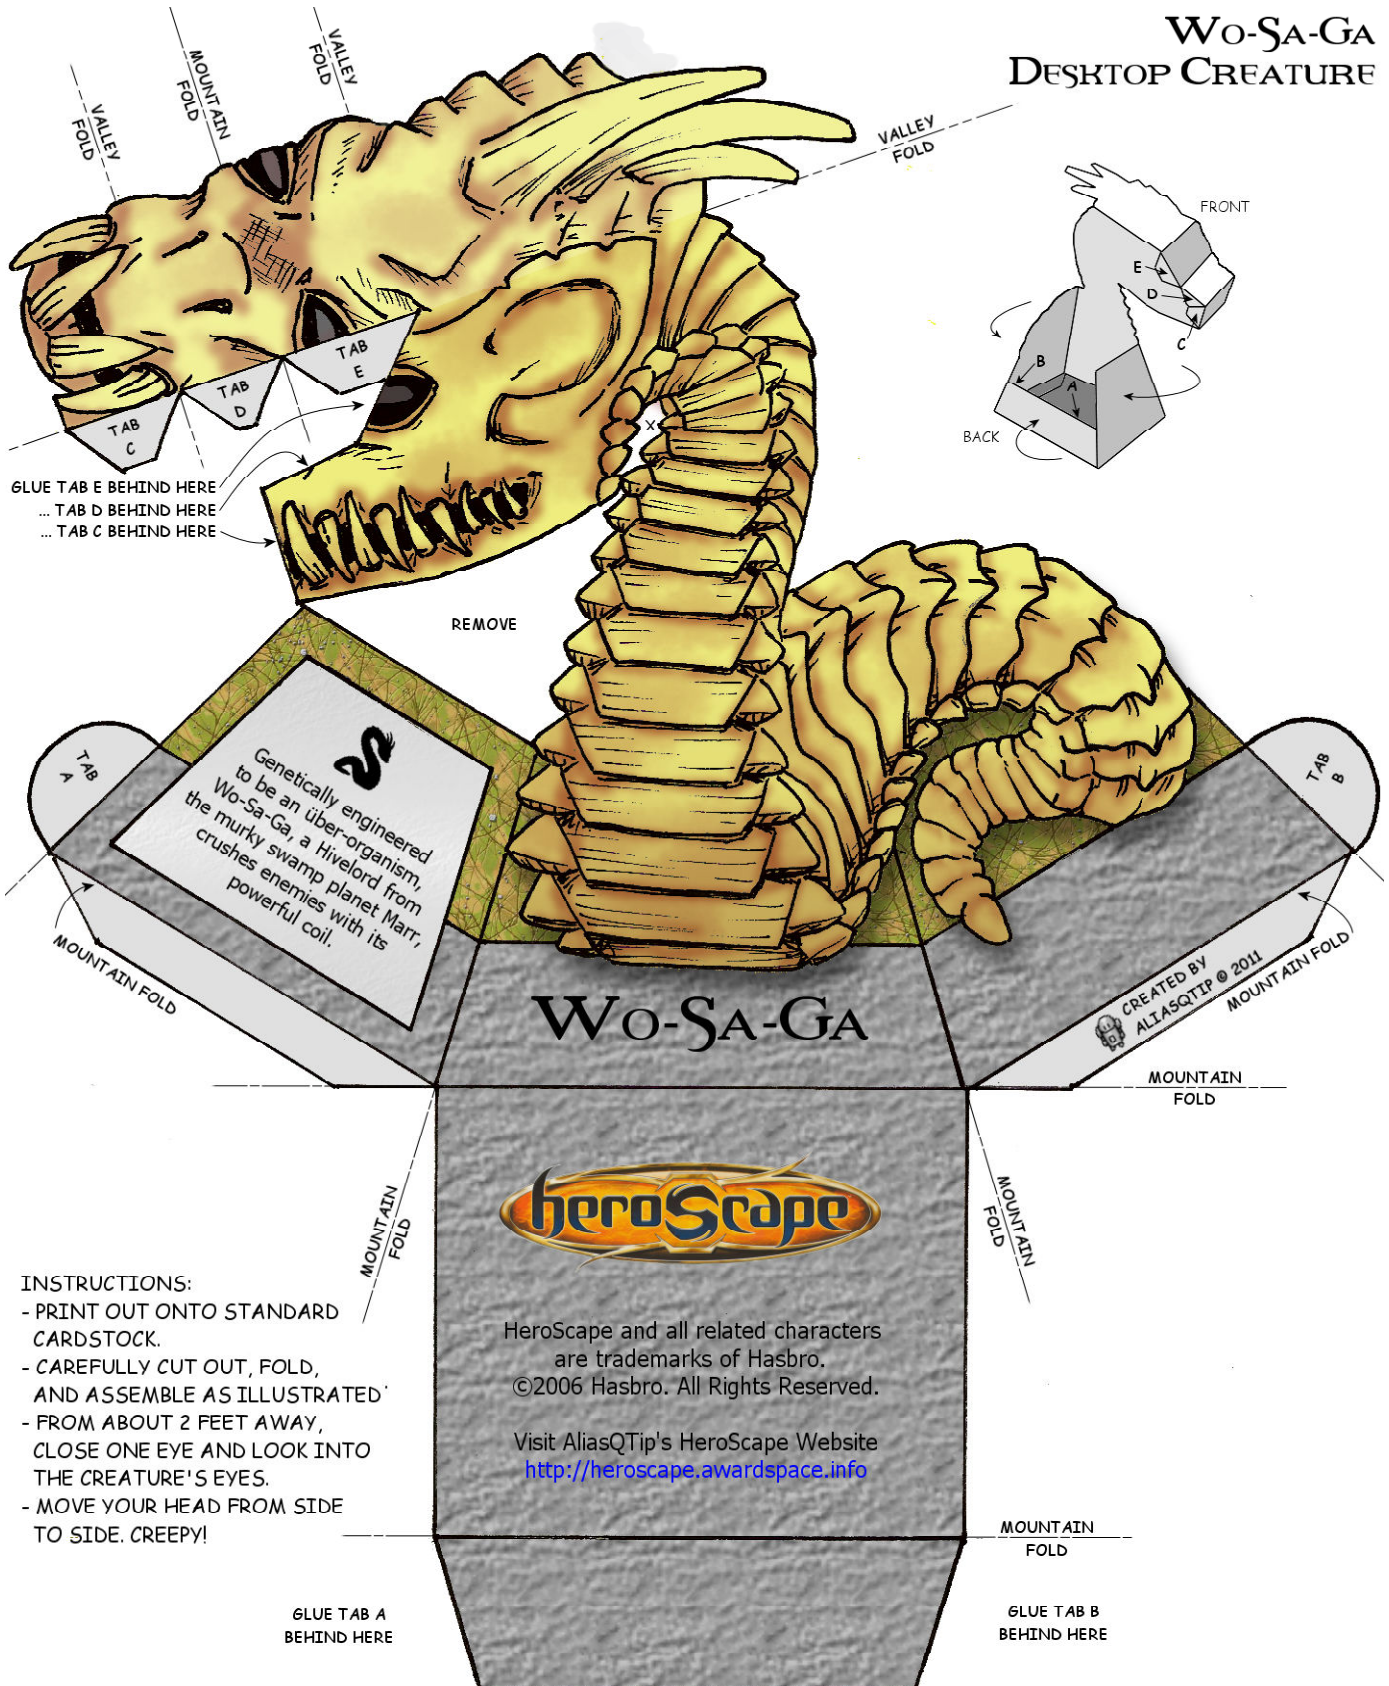 Wo-Sa-Ga
Desktop Creature
VALLEY
FOLD
MOUNTAIN
FOLD
VALLEY
FOLD
VALLEY
FOLD
FRONT
E
D
C
B
A
BACK
TAB
E
TAB
D
TAB
C
X
GLUE TAB E BEHIND HERE
... TAB D BEHIND HERE
... TAB C BEHIND HERE
REMOVE
TAB
A
TAB
B
Genetically engineered
to be an über-organism,
Wo-Sa-Ga, a Hivelord from
the murky swamp planet Marr,
crushes enemies with its
powerful coil.
MOUNTAIN FOLD
Wo-Sa-Ga
CREATED BY
ALIASQTIP © 2011
MOUNTAIN FOLD
MOUNTAIN
FOLD
MOUNTAIN
FOLD
MOUNTAIN
FOLD
heroScape
HeroScape and all related characters
are trademarks of Hasbro.
©2006 Hasbro. All Rights Reserved.
Visit AliasQTip's HeroScape Website
http://heroscape.awardspace.info
INSTRUCTIONS:
- PRINT OUT ONTO STANDARD
CARDSTOCK.
- CAREFULLY CUT OUT, FOLD,
AND ASSEMBLE AS ILLUSTRATED
- FROM ABOUT 2 FEET AWAY,
CLOSE ONE EYE AND LOOK INTO
THE CREATURE'S EYES.
- MOVE YOUR HEAD FROM SIDE
TO SIDE. CREEPY!
MOUNTAIN
FOLD
GLUE TAB A
BEHIND HERE
GLUE TAB B
BEHIND HERE